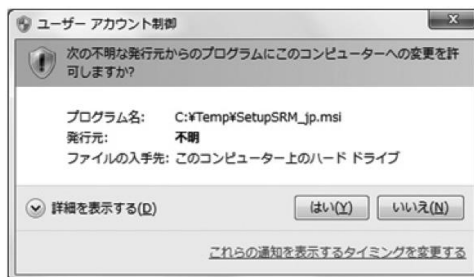 ユーザー アカウント制御
次の不明な発行元からのプログラムにこのコンピューターへの変更を許
可しますか?
プログラム名: C:¥Temp¥SetupSRM_jp.msi
発行元: 不明
ファイルの入手先: このコンピューター上のハード ドライブ
詳細を表示する(D) はい(Y) いいえ(N)
これらの通知を表示するタイミングを変更する